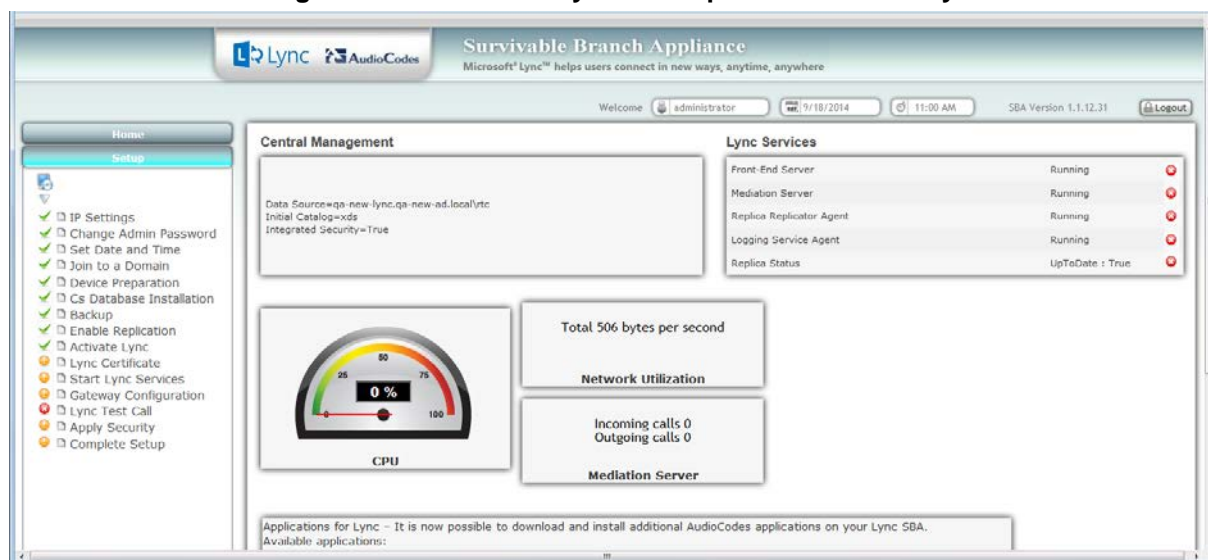 Lync AudioCodes
Survivable Branch Appliance
Microsoft® Lync™ helps users connect in new ways, anytime, anywhere
Welcome administrator 9/18/2014 11:00 AM SBA Version 1.1.12.31 Logout
Home
Setup
IP Settings
Change Admin Password
Set Date and Time
Join to a Domain
Device Preparation
Cs Database Installation
Backup
Enable Replication
Activate Lync
Lync Certificate
Start Lync Services
Gateway Configuration
Lync Test Call
Apply Security
Complete Setup
Central Management
Data Source=qa-new-lync.qa-new-ad.local\rtc
Initial Catalog=xds
Integrated Security=True
Lync Services
Front-End Server Running
Mediation Server Running
Replica Replicator Agent Running
Logging Service Agent Running
Replica Status UpToDate : True
0 25 50 75 100
0 %
CPU
Total 506 bytes per second
Network Utilization
Incoming calls 0
Outgoing calls 0
Mediation Server
Applications for Lync - It is now possible to download and install additional AudioCodes applications on your Lync SBA.
Available applications: